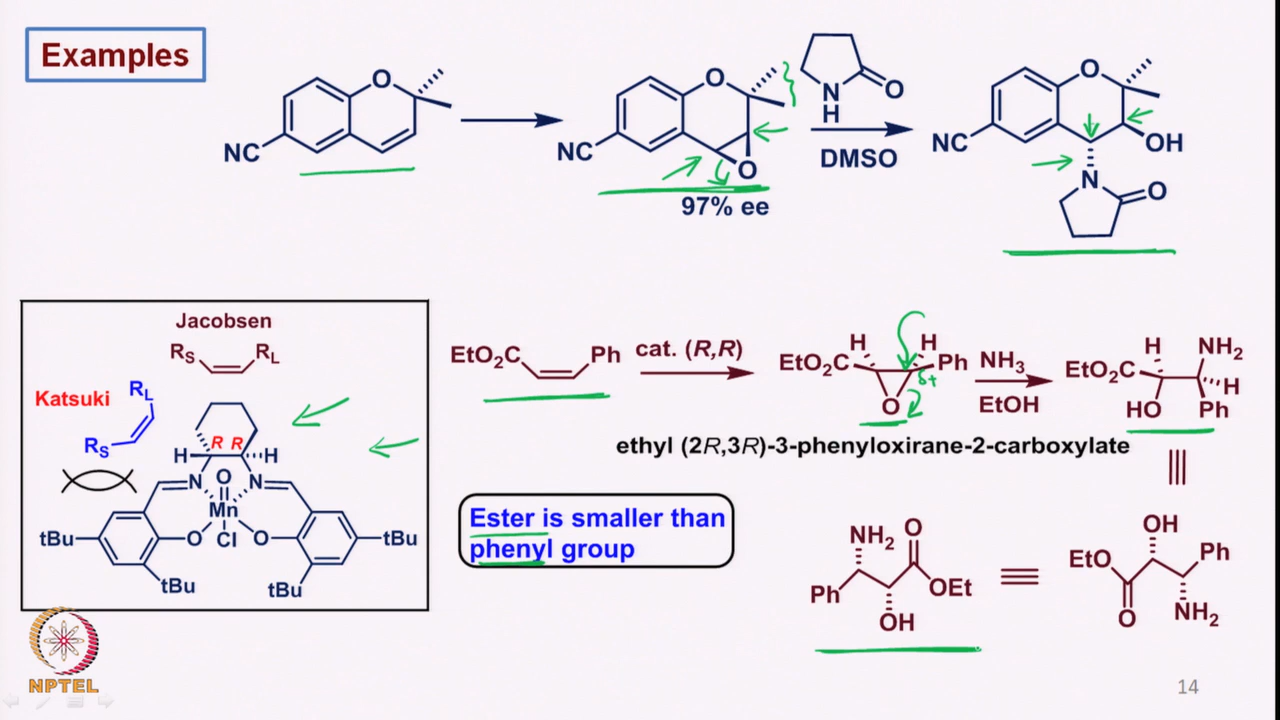 Examples
O
NC
O
NC
O
97% ee
N
H
O
DMSO
O
NC
OH
N
O
Jacobsen
RS
RL
Katsuki
RL
RS
R R
H
H
O
N
N
Mn
tBu
O
Cl
O
tBu
tBu
tBu
EtO2C
Ph
cat. (R,R)
H
H
EtO2C
Ph
δ+
O
NH3
EtOH
H
NH2
EtO2C
H
HO
Ph
ethyl (2R,3R)-3-phenyloxirane-2-carboxylate
Ester is smaller than
phenyl group
NH2
O
Ph
OEt
OH
OH
EtO
Ph
O
NH2
NPTEL
14